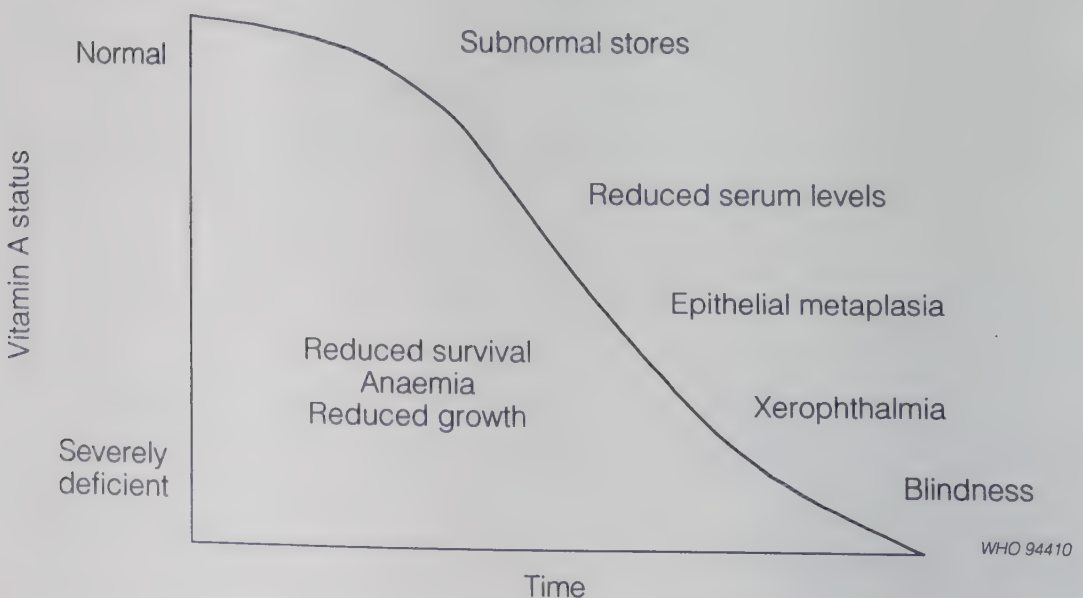 Normal
Subnormal stores
Vitamin A status
Reduced serum levels
Epithelial metaplasia
Reduced survival
Anaemia
Reduced growth
Xerophthalmia
Severely
deficient
Blindness
WHO 94410
Time